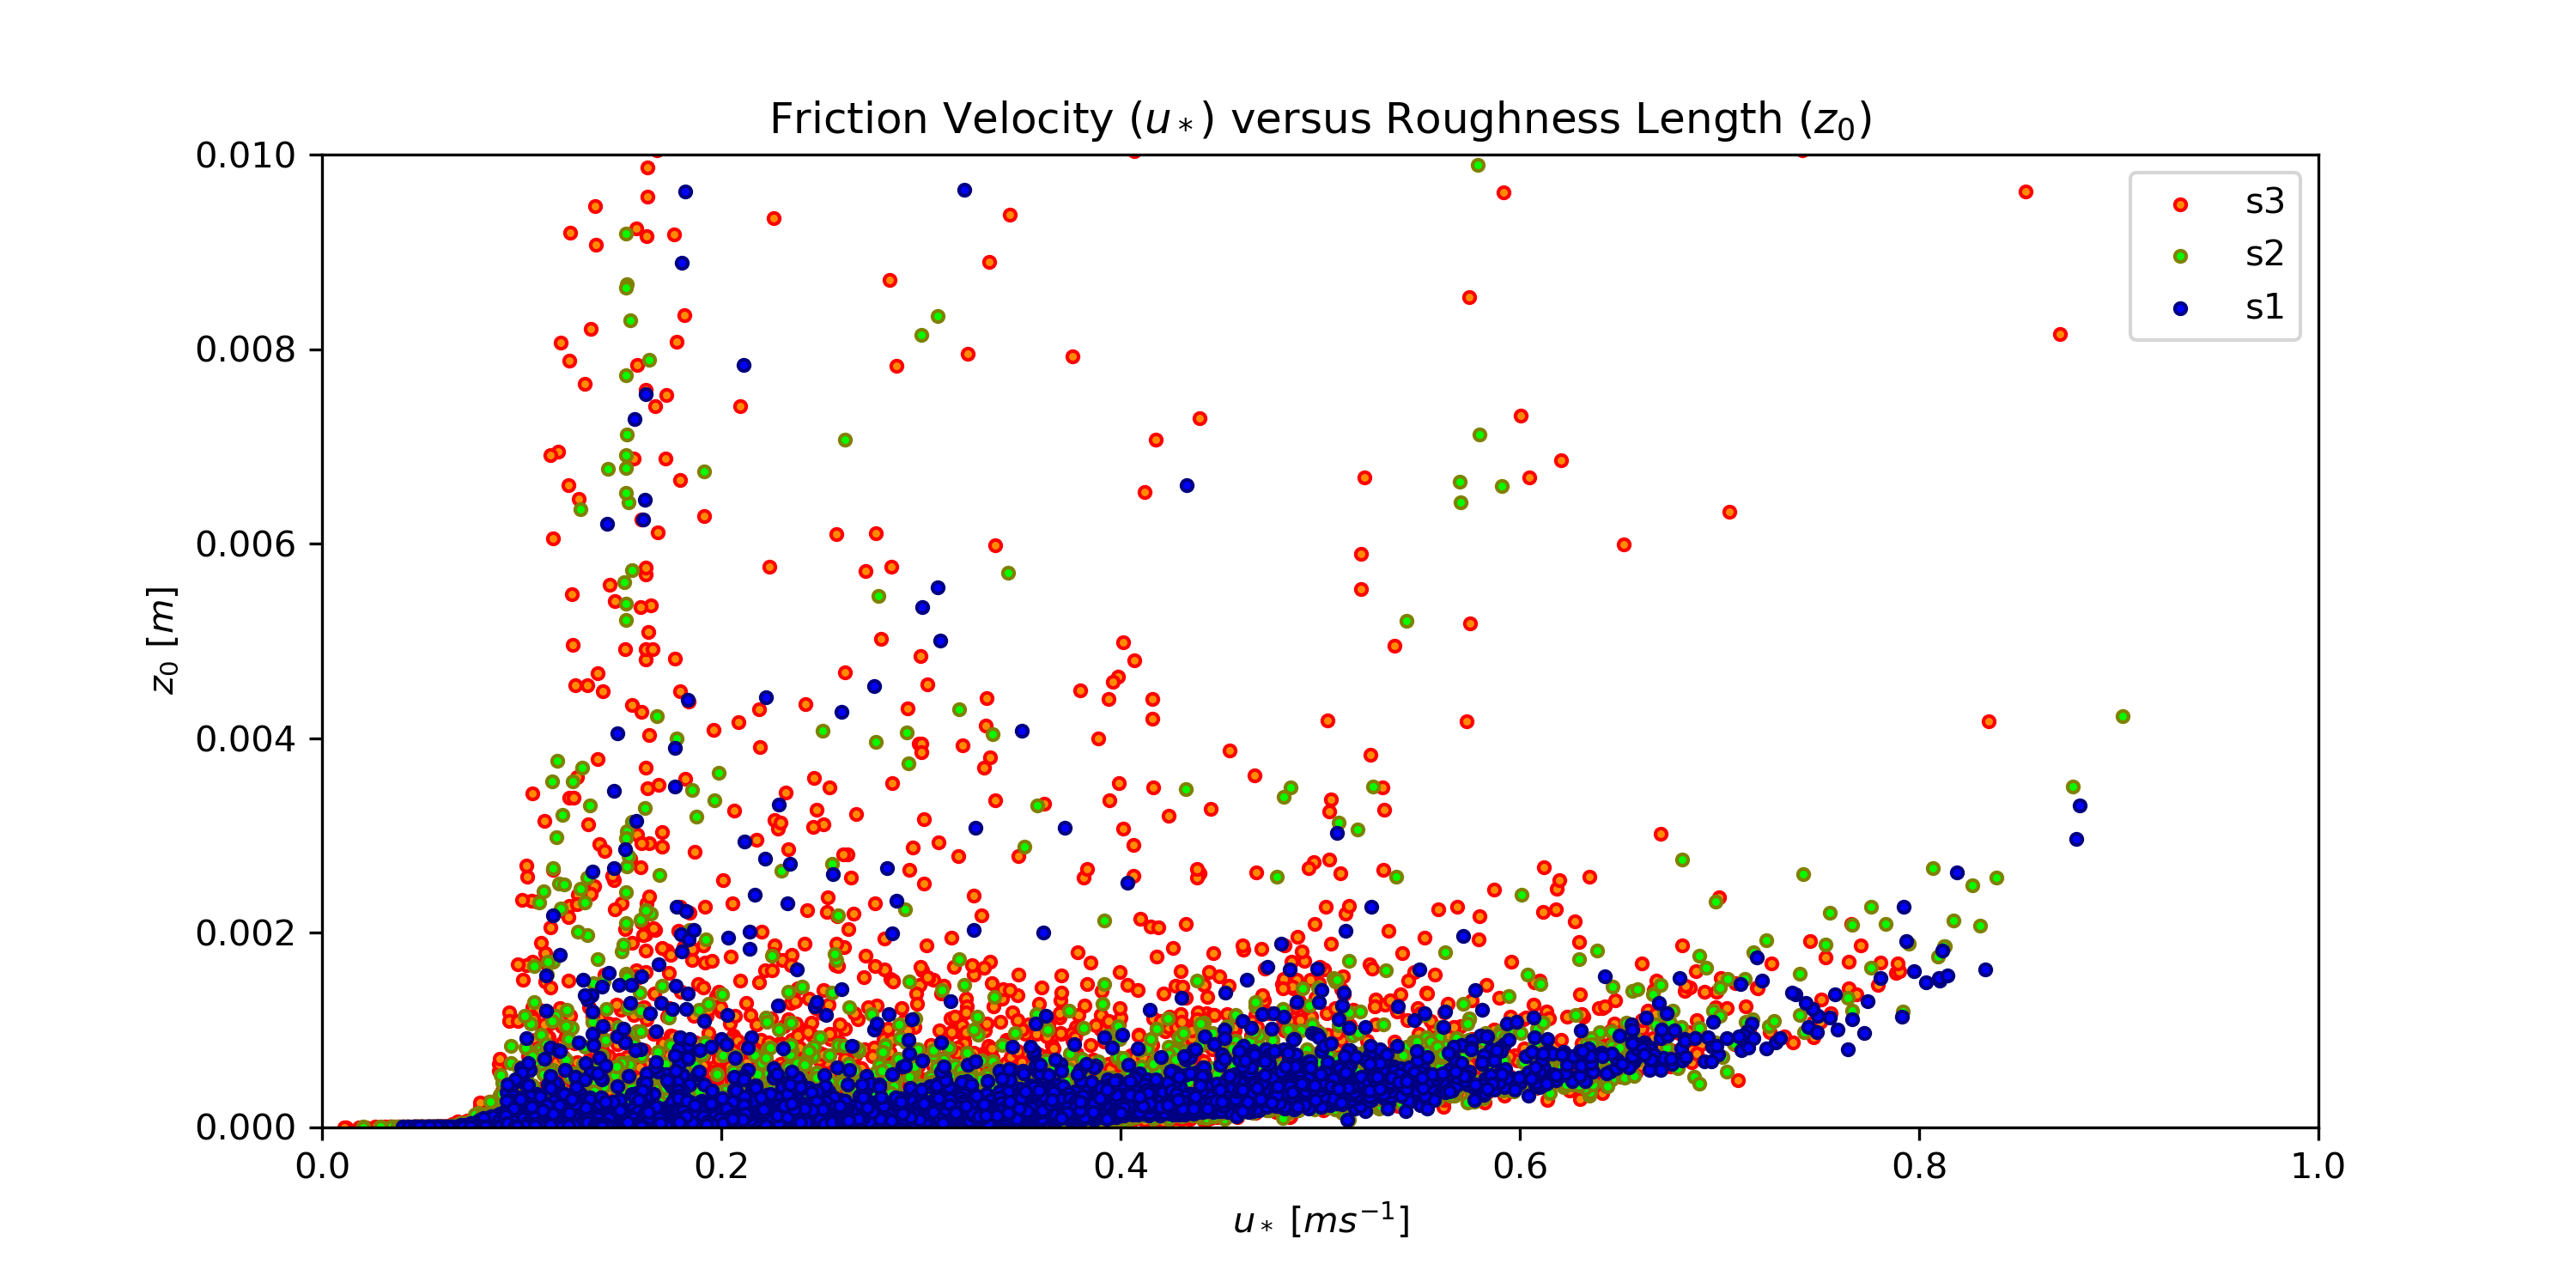 Friction Velocity (u*) versus Roughness Length (z₀)
0.010
0.008
0.006
0.004
0.002
0.000
z₀ [m]
s3
s2
s1
0.0 0.2 0.4 0.6 0.8 1.0
u* [ms⁻¹]